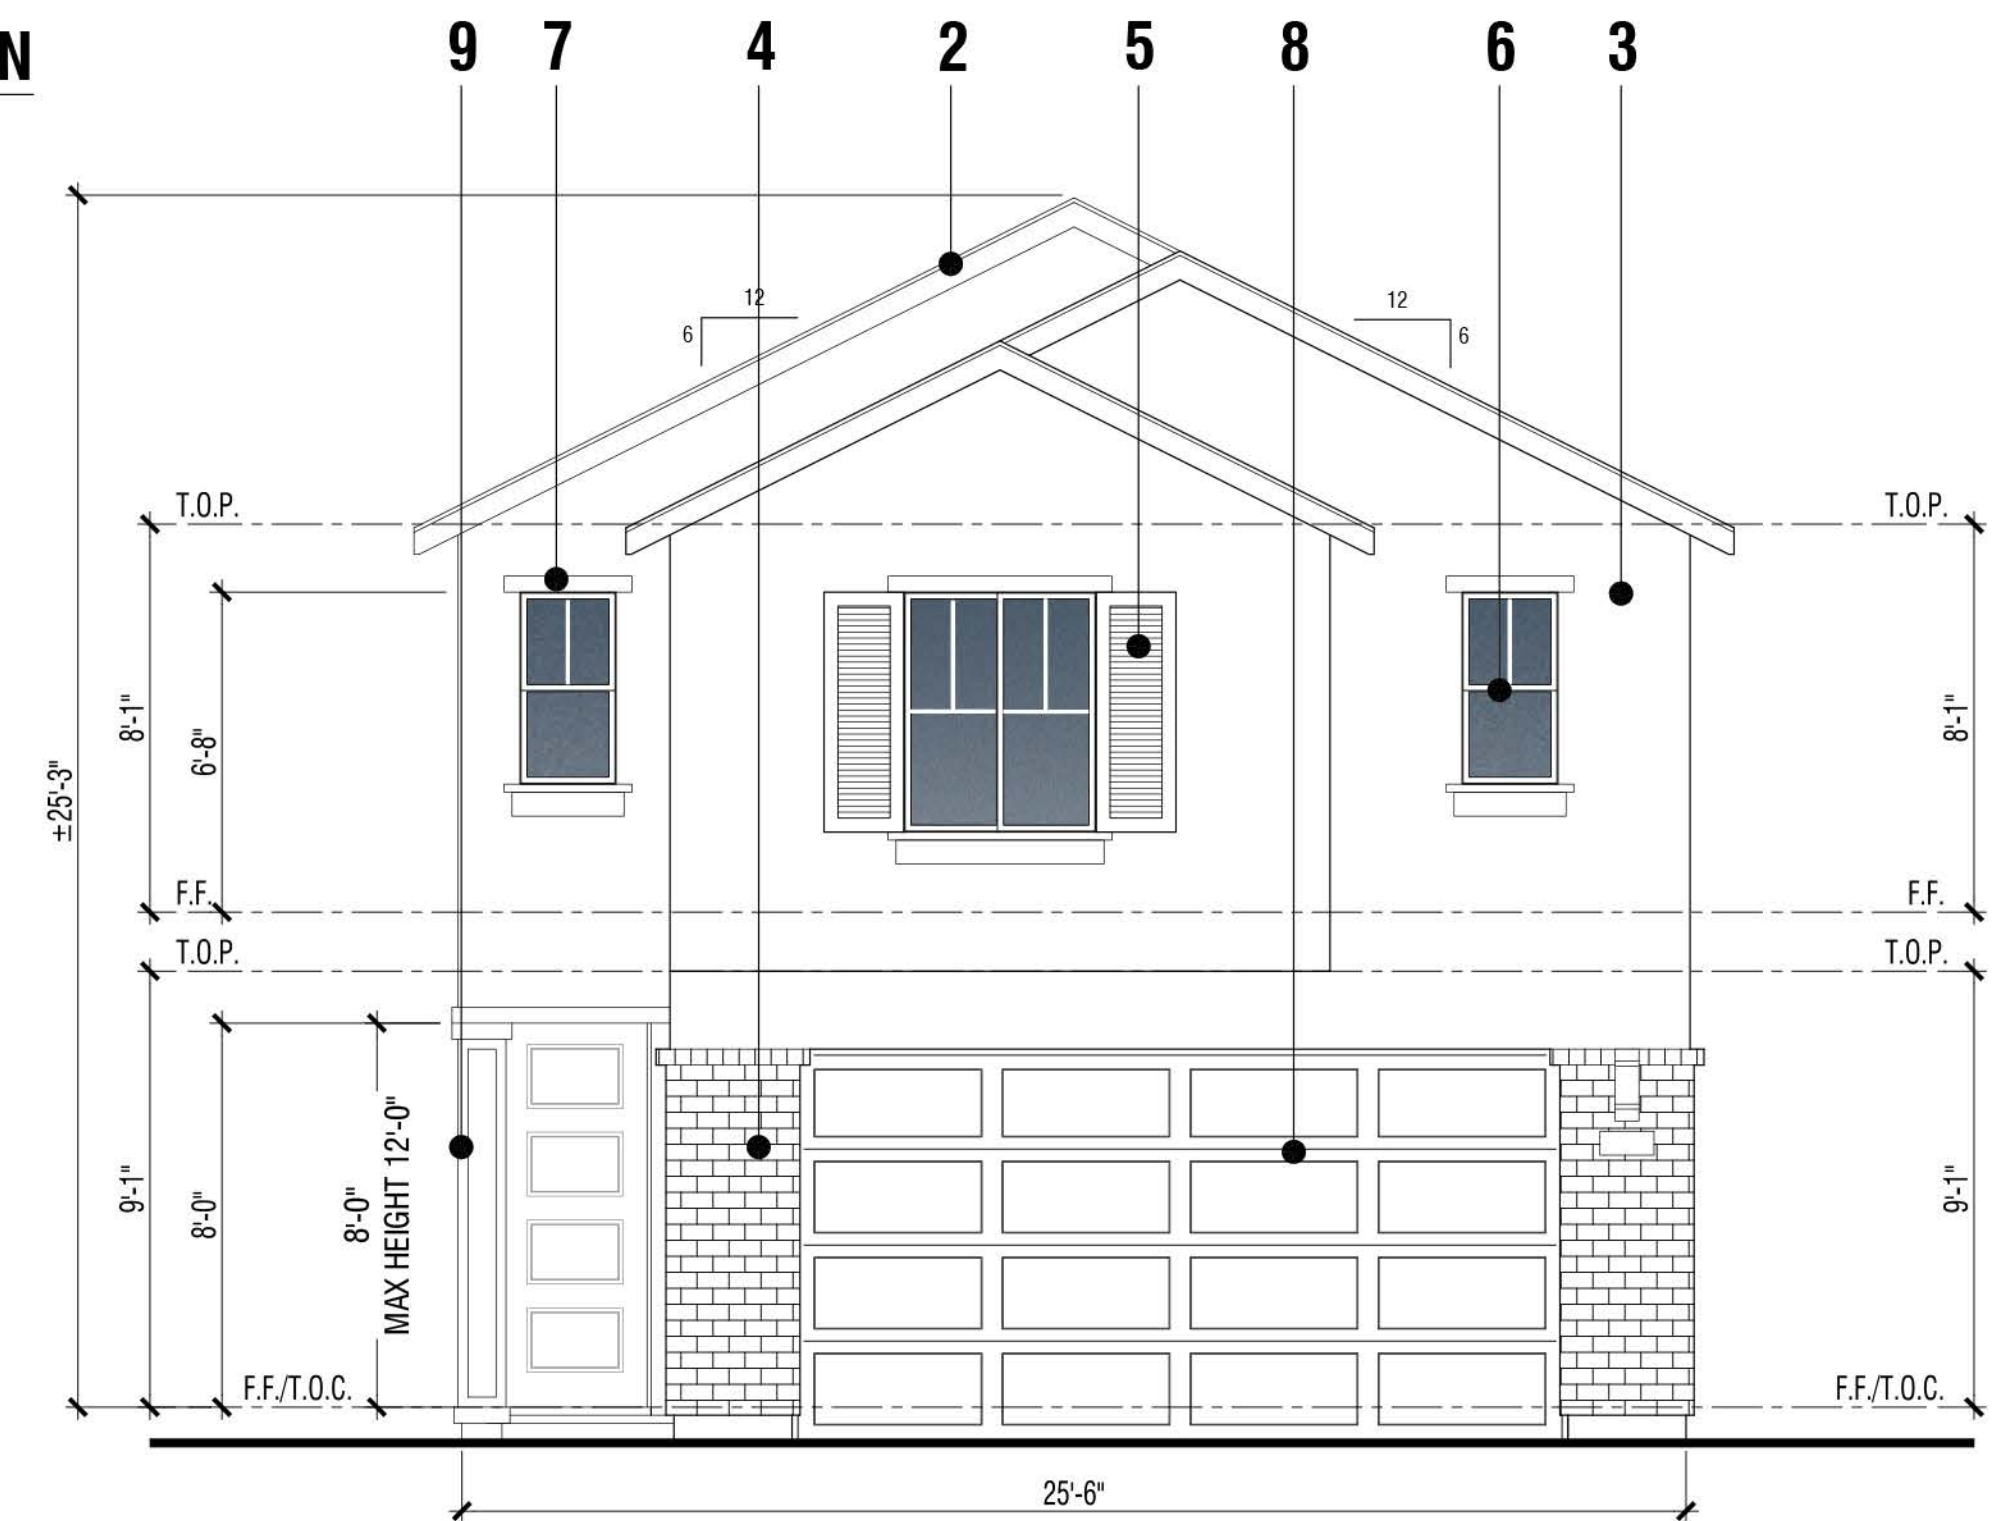 N
9 7 4 2 5 8 6 3
12
6
12
6
T.O.P.
T.O.P.
8'-1"
6'-8"
8'-1"
±25'-3"
F.F.
F.F.
T.O.P.
T.O.P.
9'-1"
8'-0"
8'-0"
MAX HEIGHT 12'-0"
9'-1"
F.F./T.O.C.
F.F./T.O.C.
25'-6"